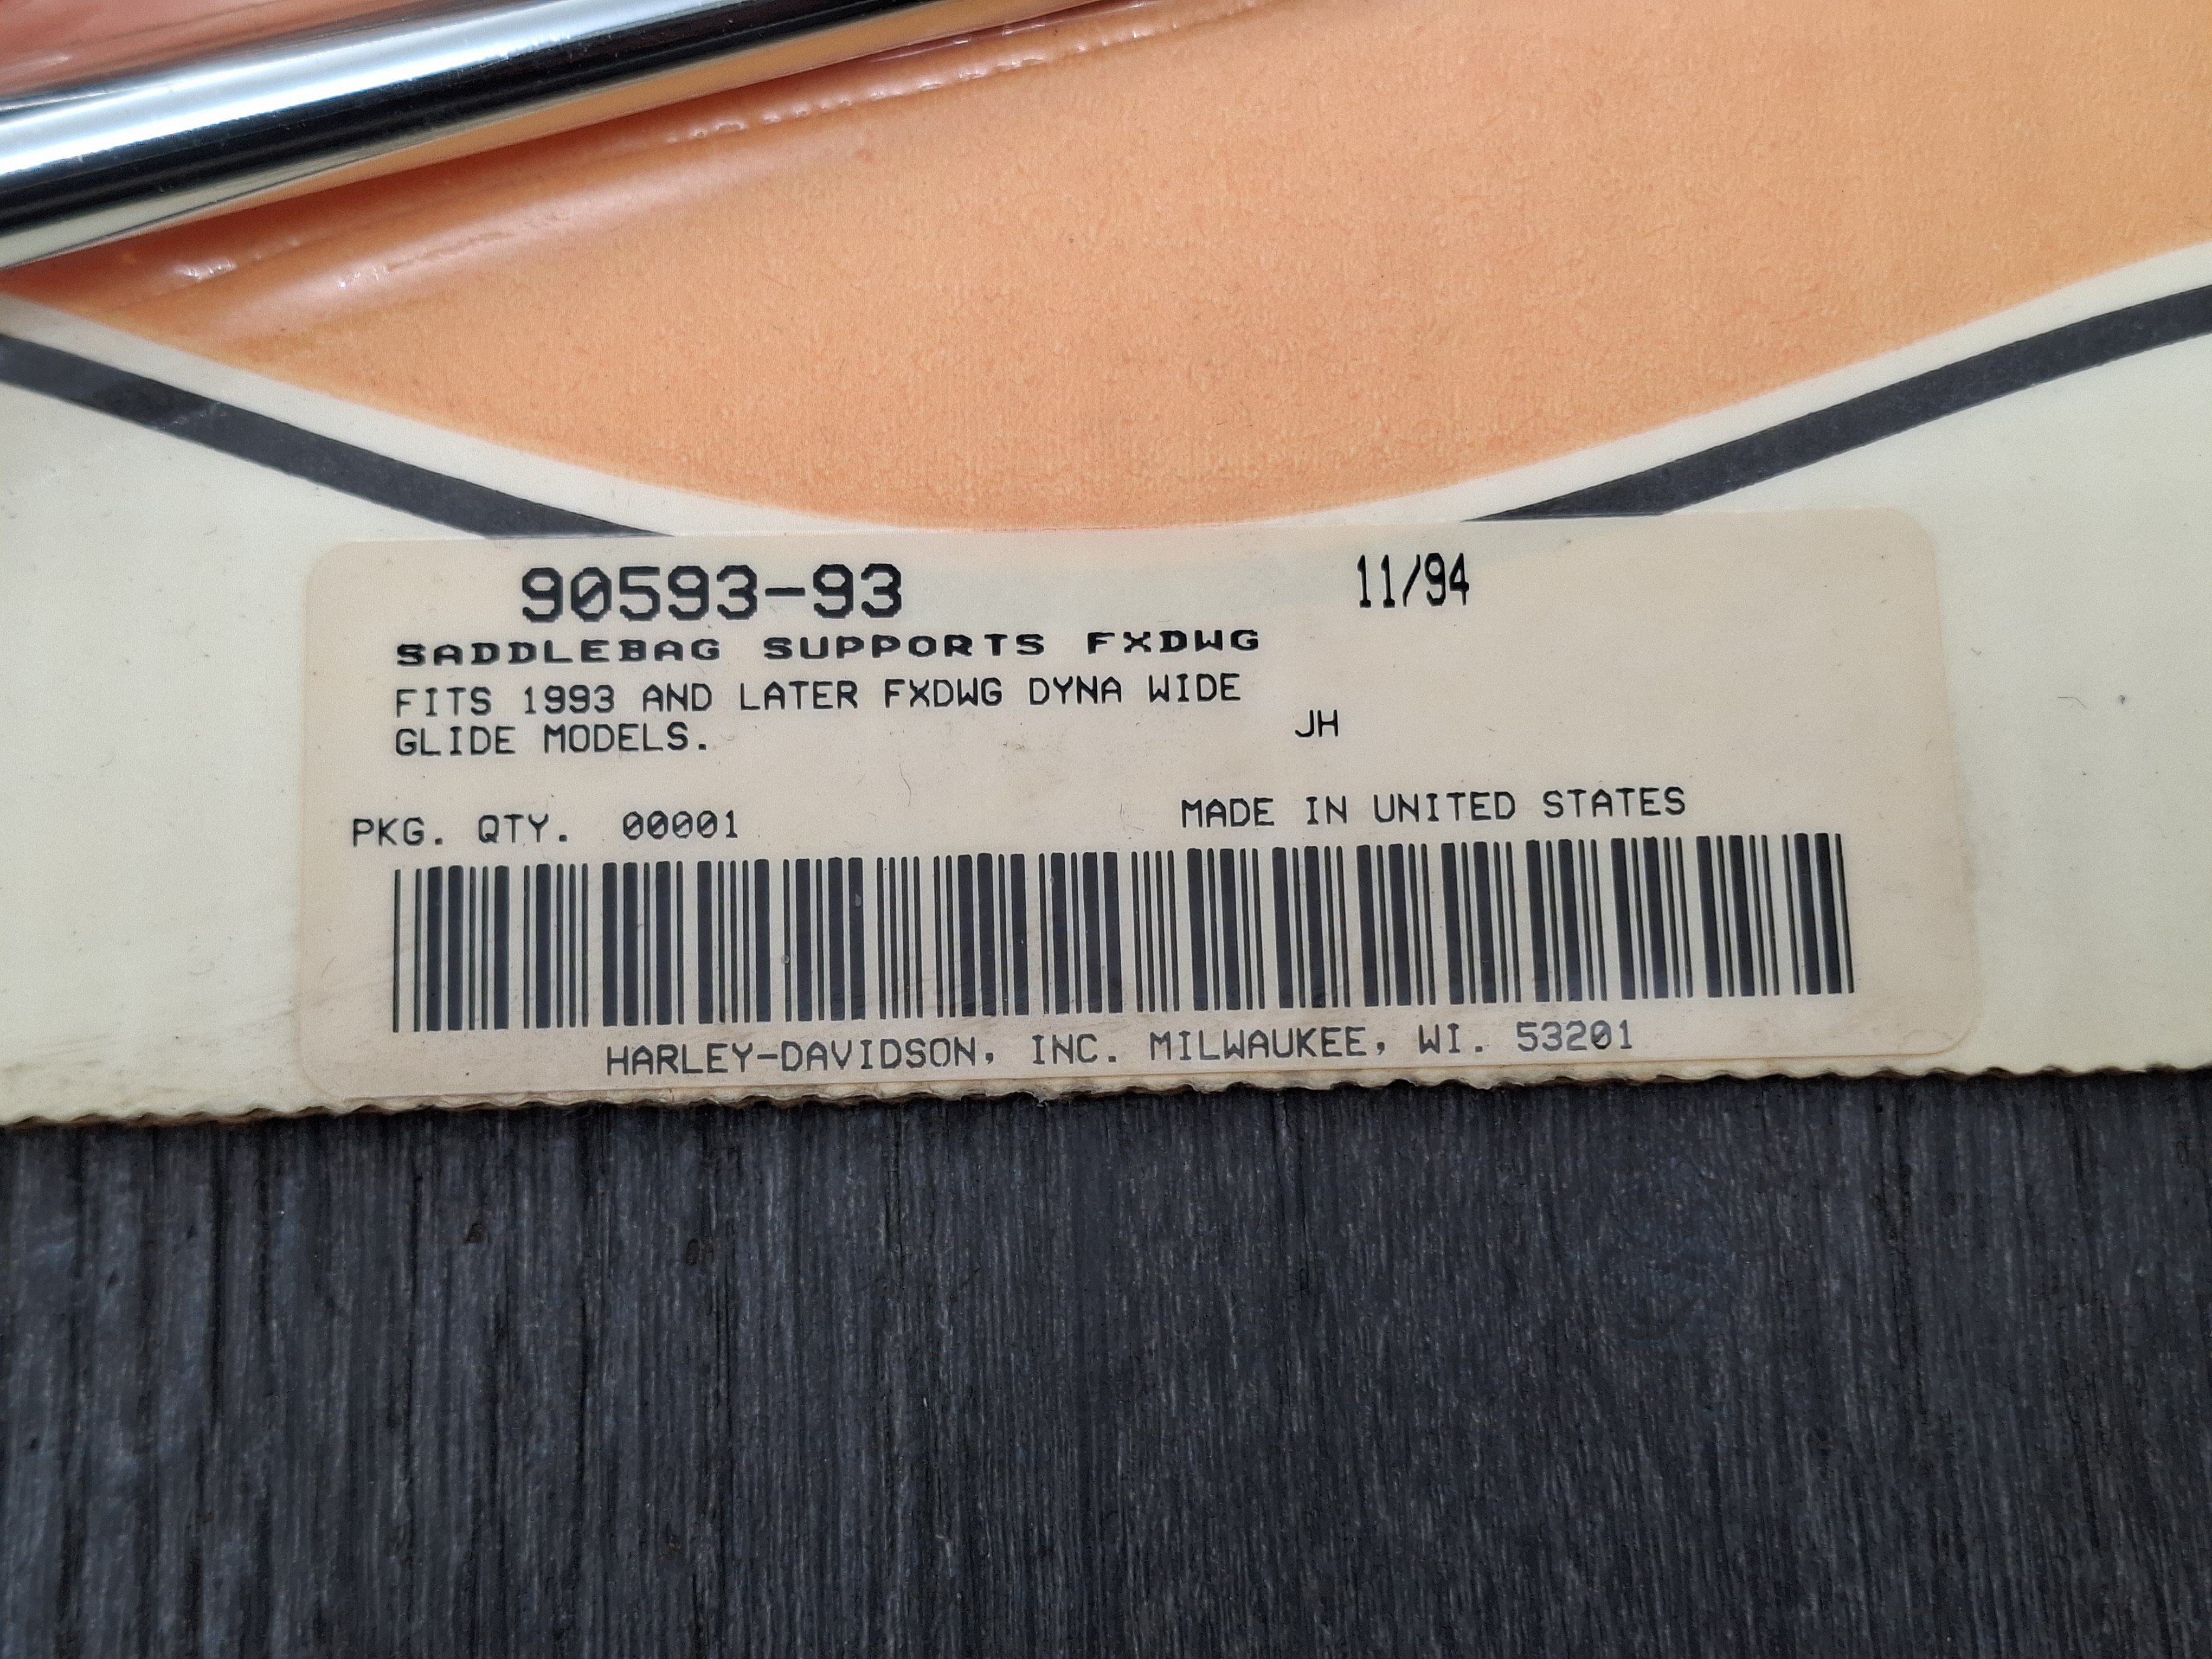 90593-93 11/94
SADDLEBAG SUPPORTS FXDWG
FITS 1993 AND LATER FXDWG DYNA WIDE
GLIDE MODELS. JH
PKG. QTY. 00001 MADE IN UNITED STATES
HARLEY-DAVIDSON, INC. MILWAUKEE, WI. 53201